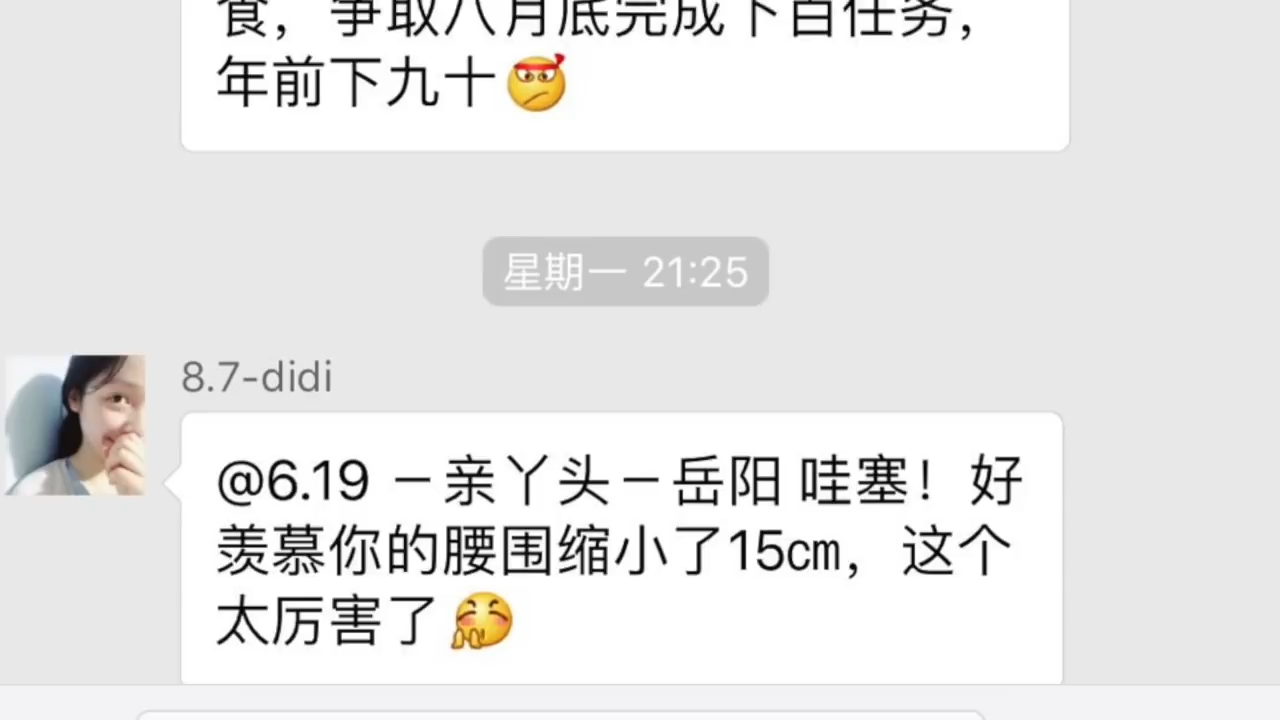 食，争取八月底完成下百任务，
年前下九十
星期一 21:25
8.7-didi
@6.19 －亲丫头－岳阳 哇塞！好
羡慕你的腰围缩小了15cm，这个
太厉害了